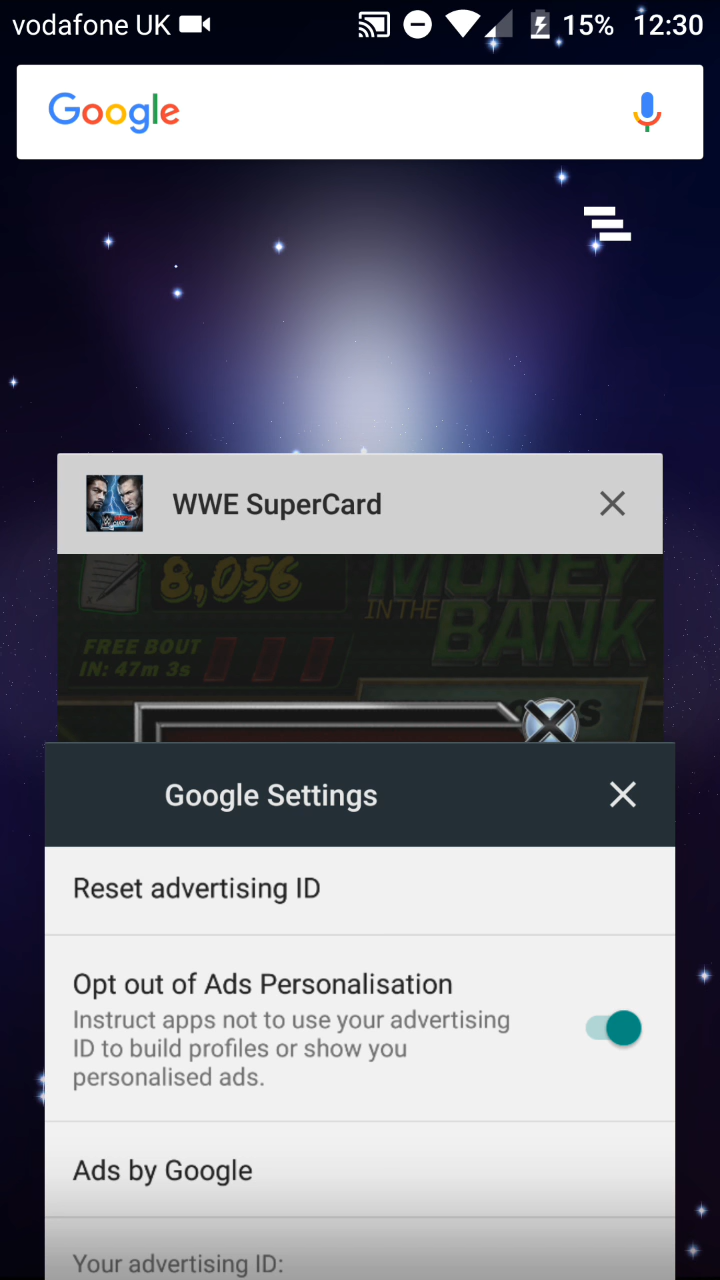 vodafone UK 15% 12:30
Google
WWE SuperCard
8,056
MONEY
IN THE
BANK
FREE BOUT
IN: 47m 3s
Google Settings
Reset advertising ID
Opt out of Ads Personalisation
Instruct apps not to use your advertising
ID to build profiles or show you
personalised ads.
Ads by Google
Your advertising ID: